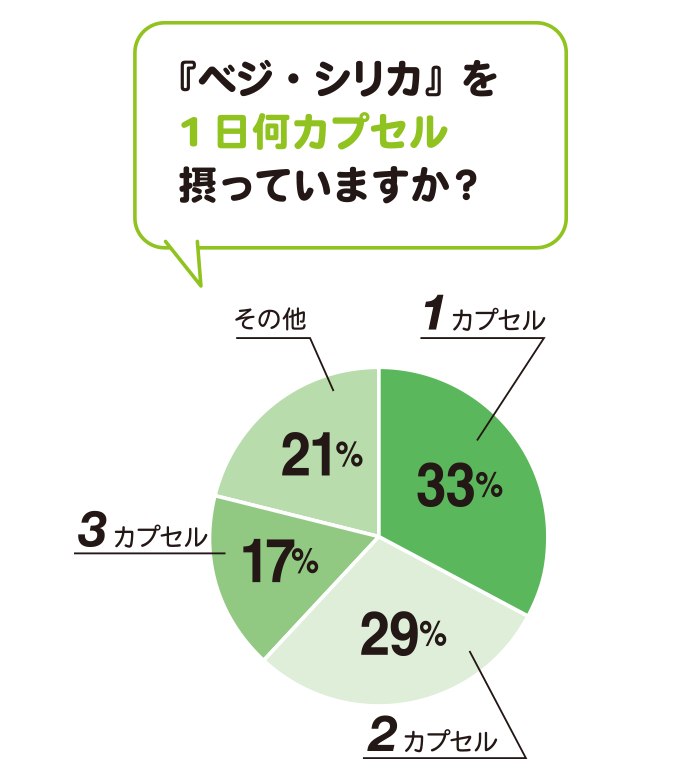 『ベジ・シリカ』を
1日何カプセル
摂っていますか？
その他
1カプセル
21%
33%
3カプセル
17%
29%
2カプセル